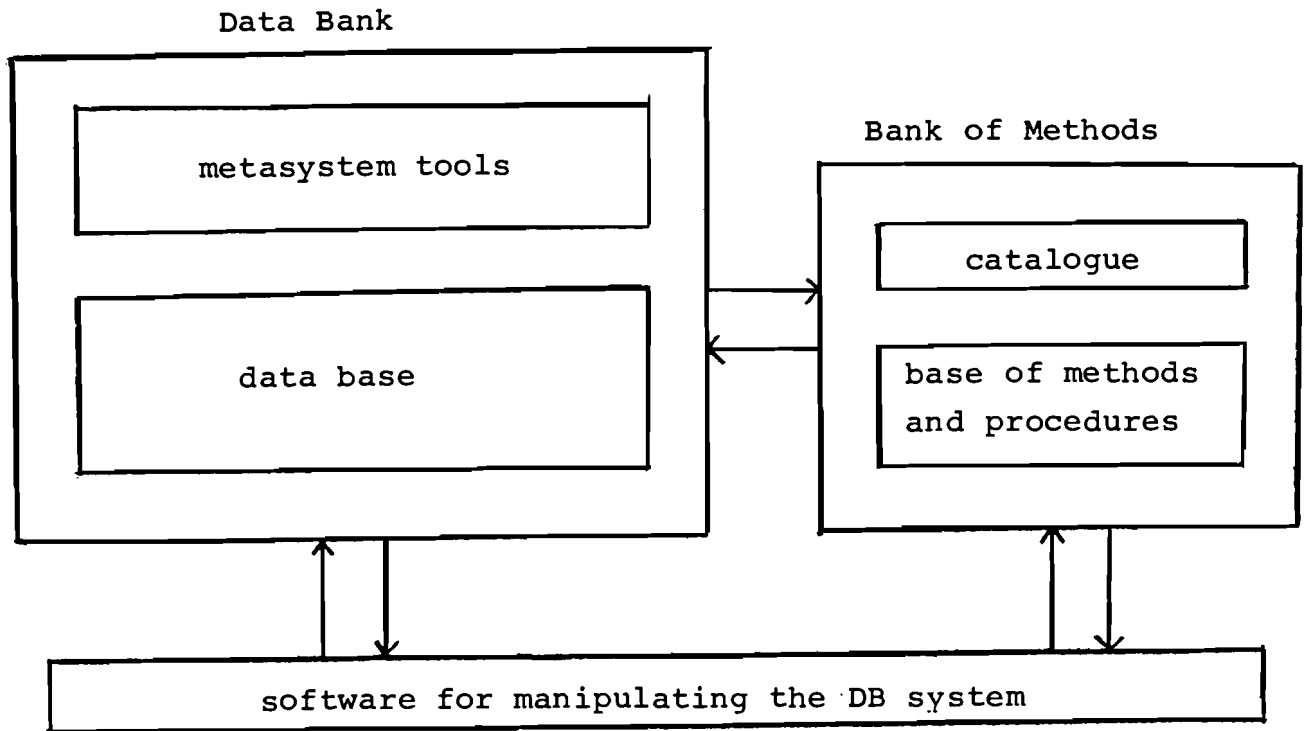 Data Bank
metasystem tools
data base
Bank of Methods
catalogue
base of methods
and procedures
software for manipulating the DB system